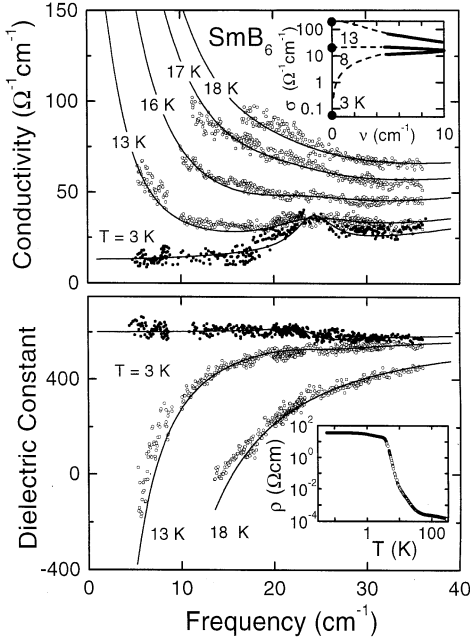 150
100
50
0
Conductivity (Ω⁻¹cm⁻¹)
SmB₆
17 K
18 K
16 K
13 K
T = 3 K
100
10
1
0.1
σ (Ω⁻¹cm⁻¹)
13
8
3 K
0
5
10
ν (cm⁻¹)
400
0
-400
Dielectric Constant
T = 3 K
13 K
18 K
10²
10⁻¹
10⁻²
10⁻⁴
ρ (Ωcm)
1
100
T (K)
0
10
20
30
40
Frequency (cm⁻¹)